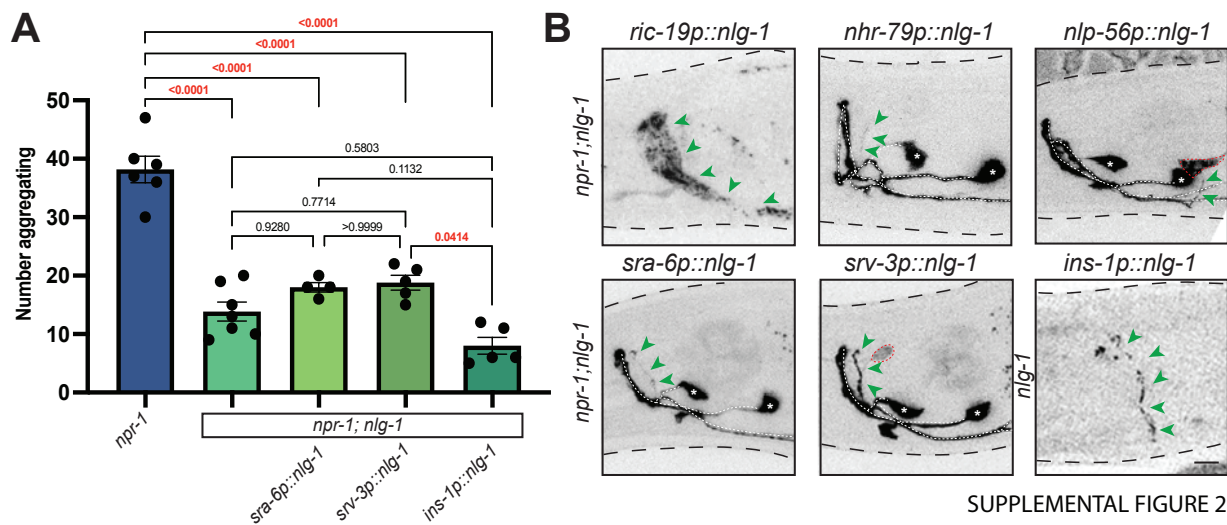 A
<0.0001
<0.0001
<0.0001
<0.0001
0.5803
0.1132
0.7714
0.9280
>0.9999
0.0414
Number aggregating
50
40
30
20
10
0
npr-1
npr-1; nlg-1
sra-6p::nlg-1
srv-3p::nlg-1
ins-1p::nlg-1
B
ric-19p::nlg-1
nhr-79p::nlg-1
nlp-56p::nlg-1
npr-1;nlg-1
*
*
*
*
sra-6p::nlg-1
srv-3p::nlg-1
ins-1p::nlg-1
npr-1;nlg-1
nlg-1
*
*
*
*
SUPPLEMENTAL FIGURE 2